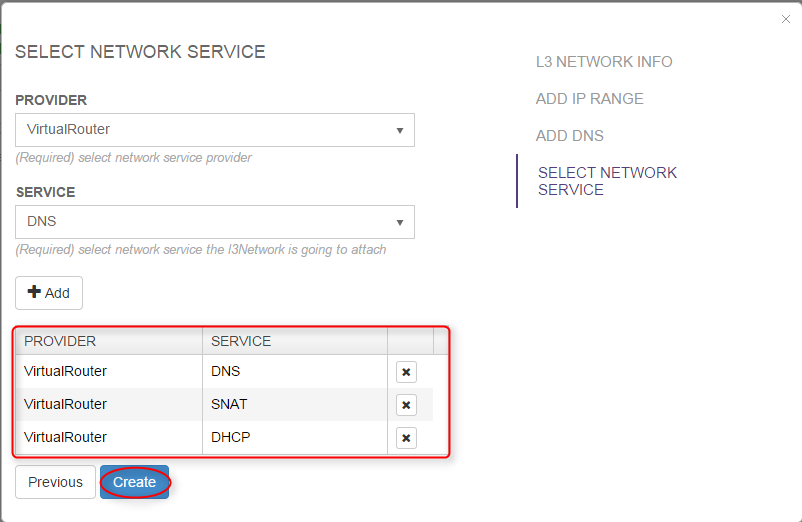 SELECT NETWORK SERVICE
PROVIDER
VirtualRouter
(Required) select network service provider
SERVICE
DNS
(Required) select network service the l3Network is going to attach
Add
PROVIDER SERVICE
VirtualRouter DNS
VirtualRouter SNAT
VirtualRouter DHCP
Previous Create
L3 NETWORK INFO
ADD IP RANGE
ADD DNS
SELECT NETWORK
SERVICE